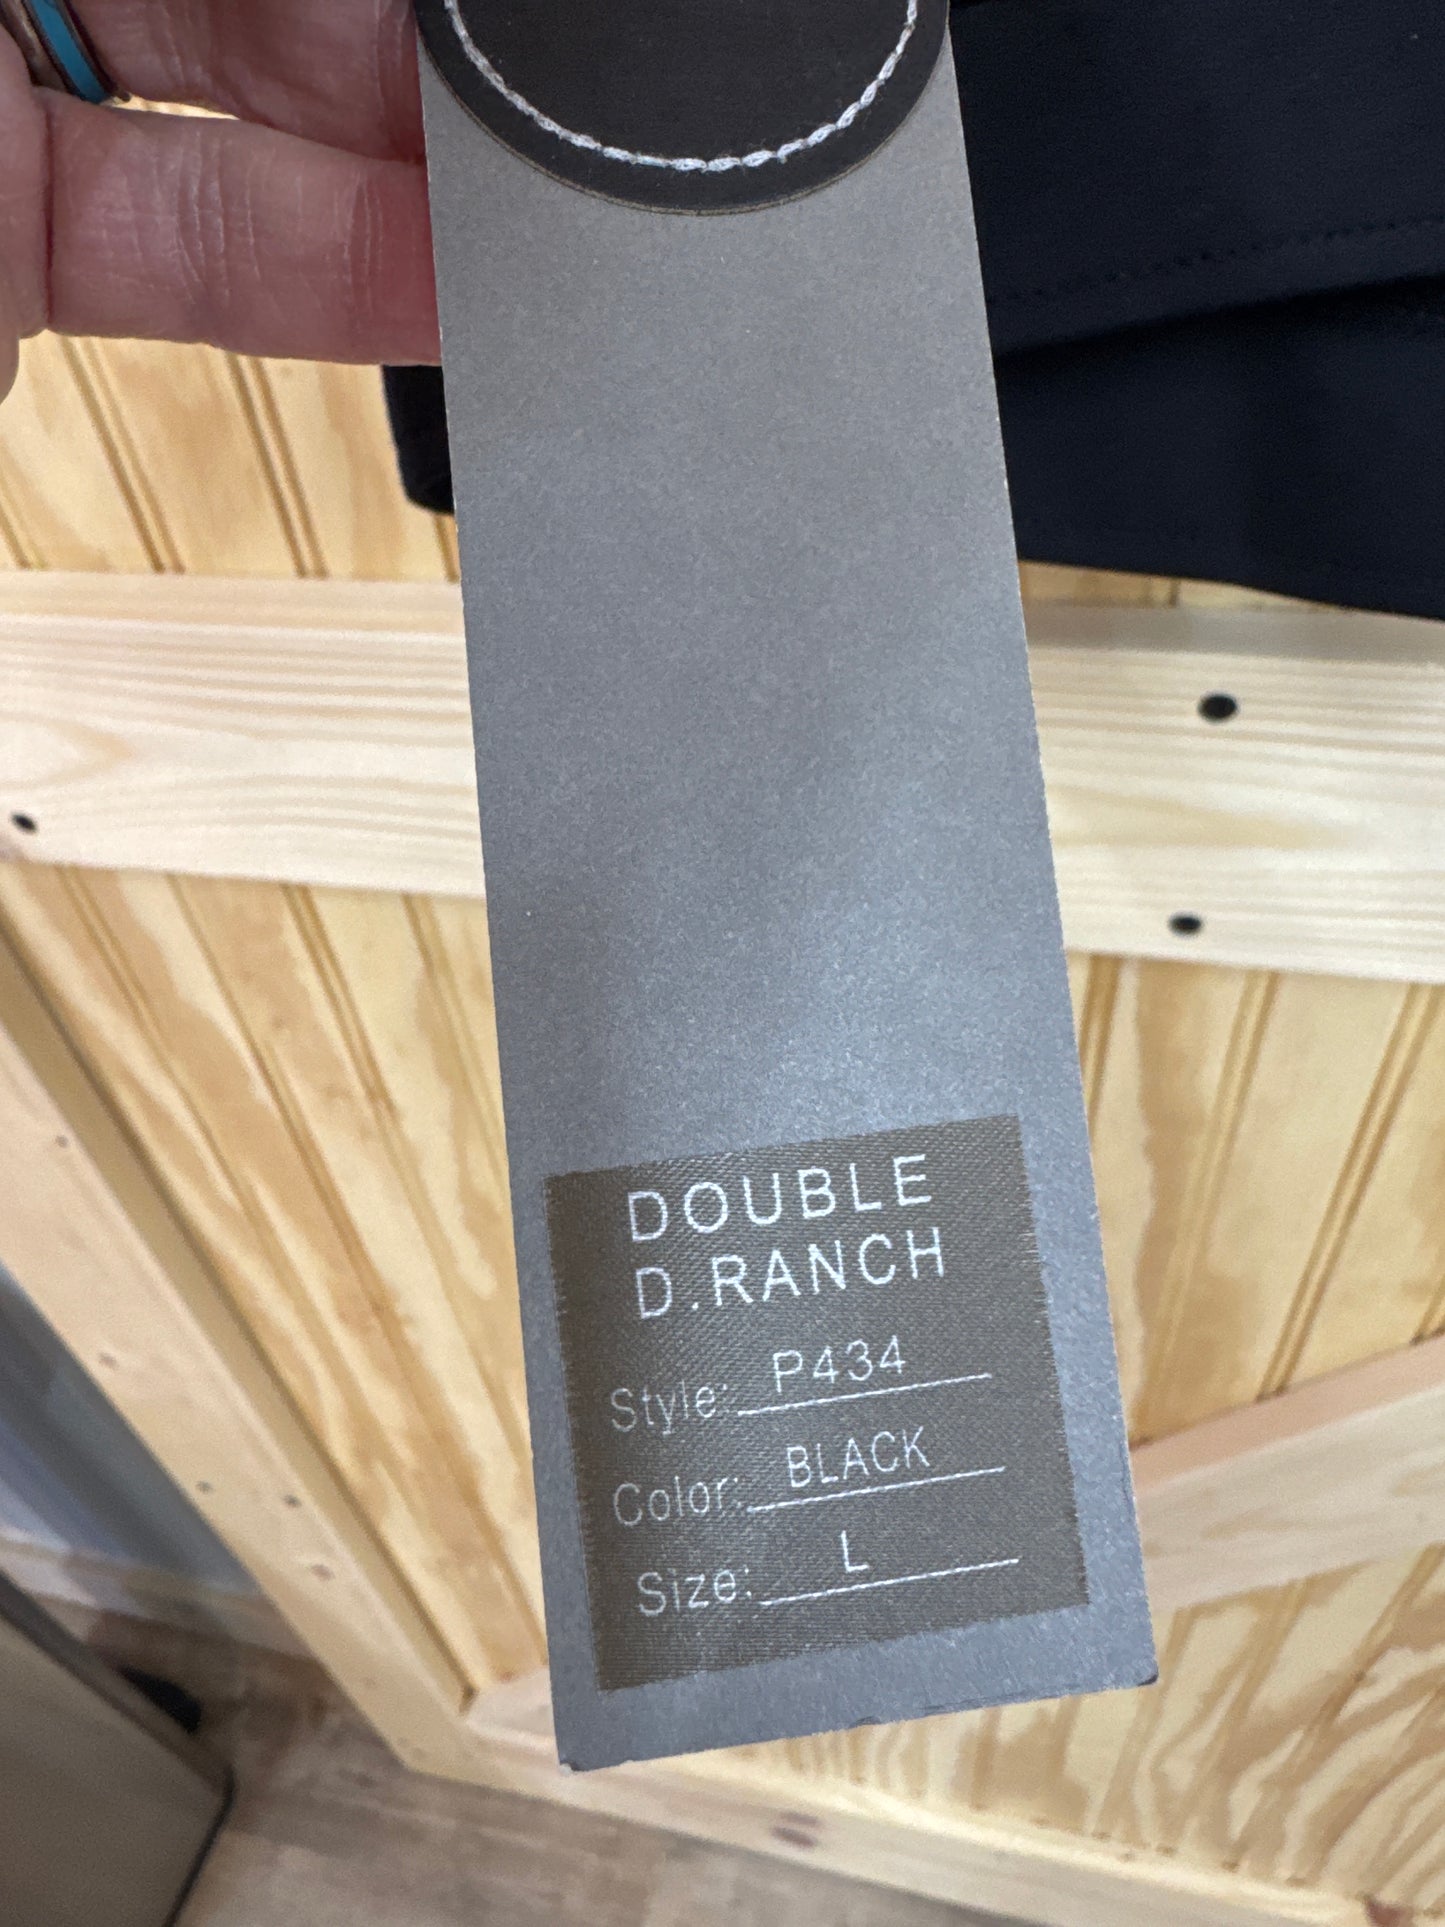 DOUBLE
D.RANCH
Style: P434
Color: BLACK
Size: L